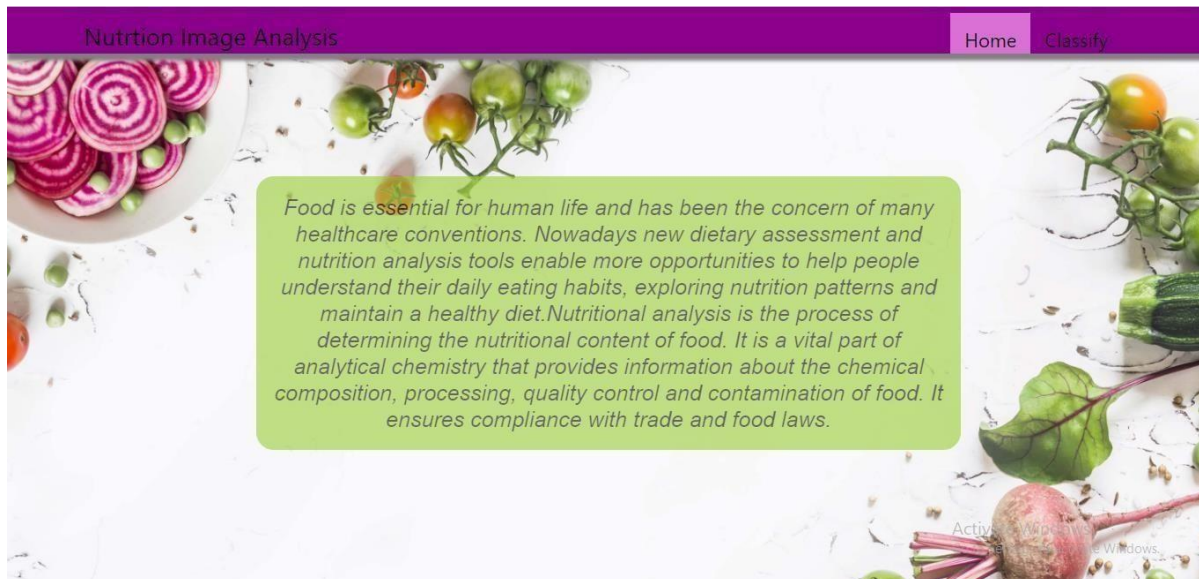 Nutrtion Image Analysis
Home Classify
Food is essential for human life and has been the concern of many
healthcare conventions. Nowadays new dietary assessment and
nutrition analysis tools enable more opportunities to help people
understand their daily eating habits, exploring nutrition patterns and
maintain a healthy diet.Nutritional analysis is the process of
determining the nutritional content of food. It is a vital part of
analytical chemistry that provides information about the chemical
composition, processing, quality control and contamination of food. It
ensures compliance with trade and food laws.
Windows.